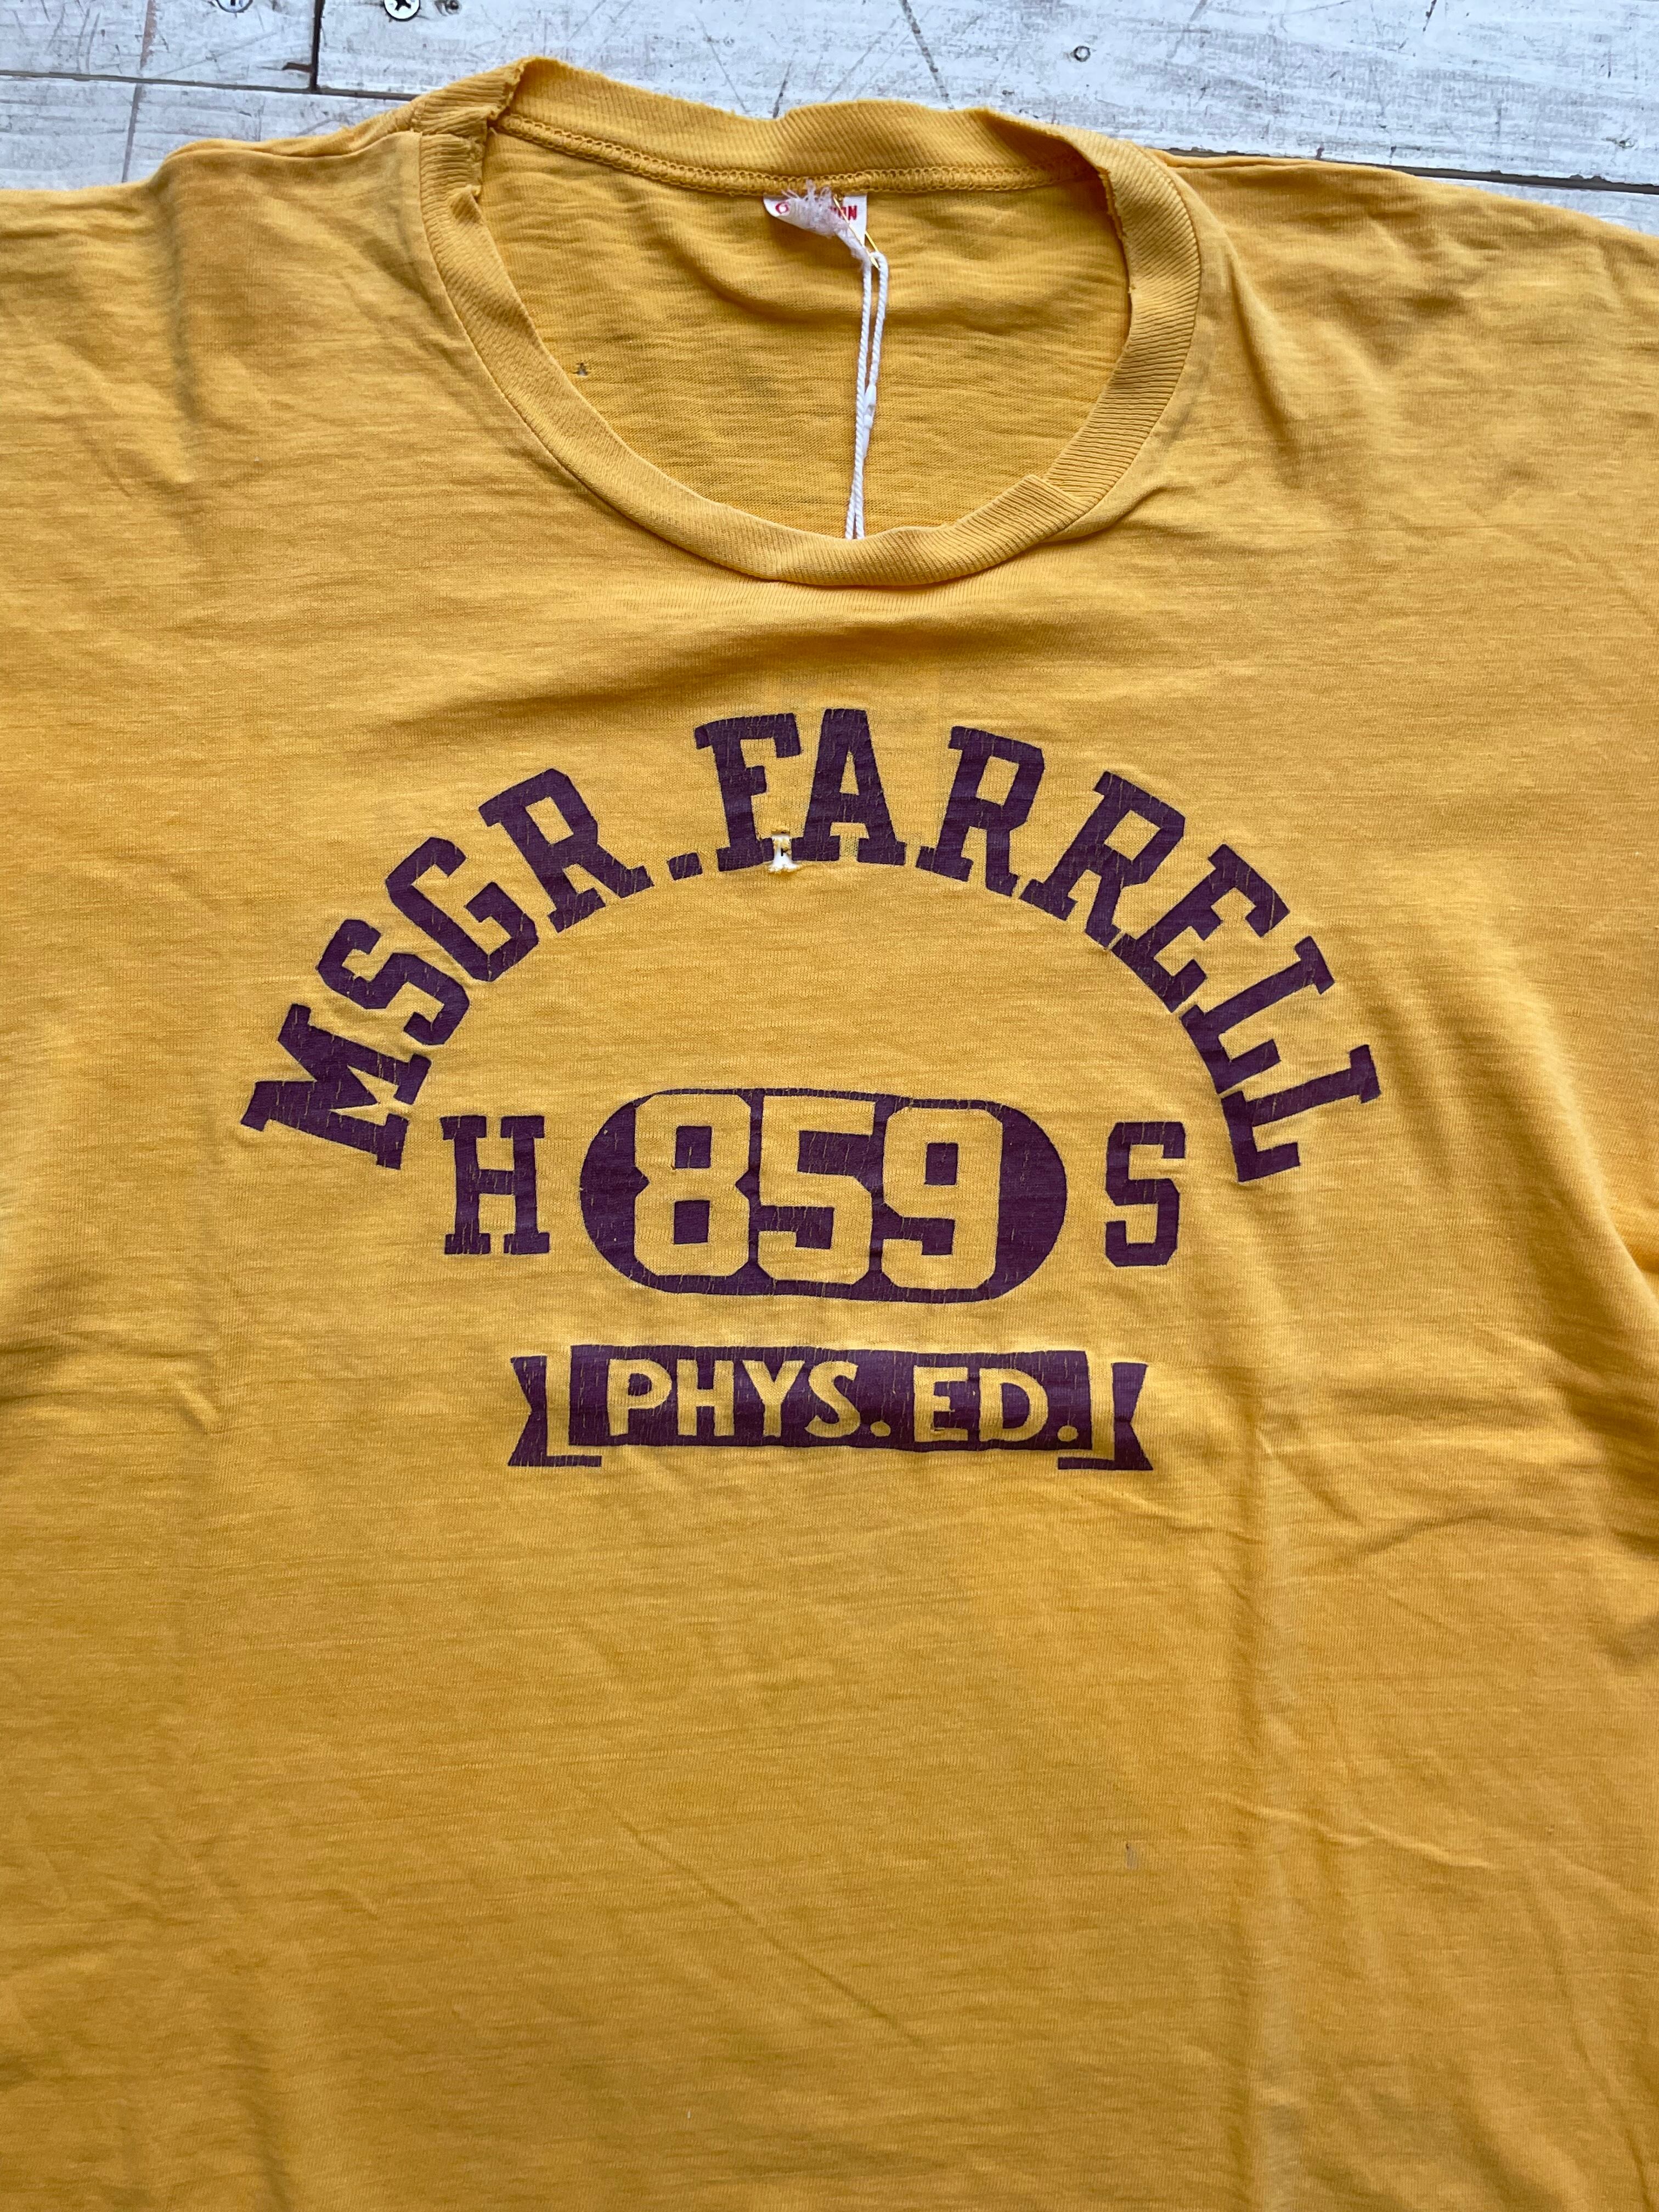 MSGR. FARRELL
H 859 S
PHYS. ED.